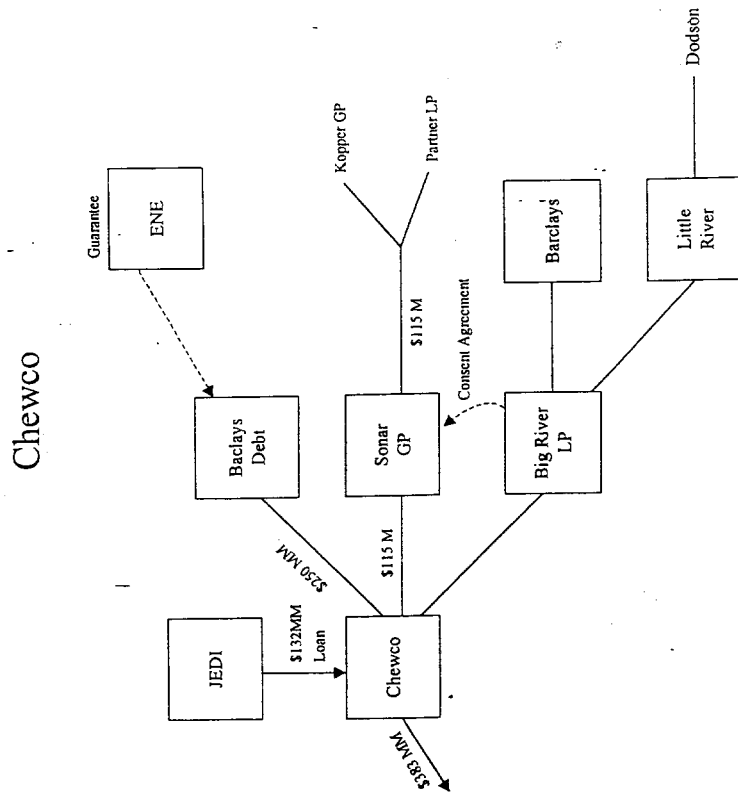 Chewco
Guarantee
ENE
JEDI
Baclays
Debt
$250 MM
$132MM
Loan
Kopper GP
Partner LP
$115 M
Sonar
GP
$115 M
Chewco
$383 MM
Consent Agreement
Big River
LP
Barclays
Little
River
Dodson